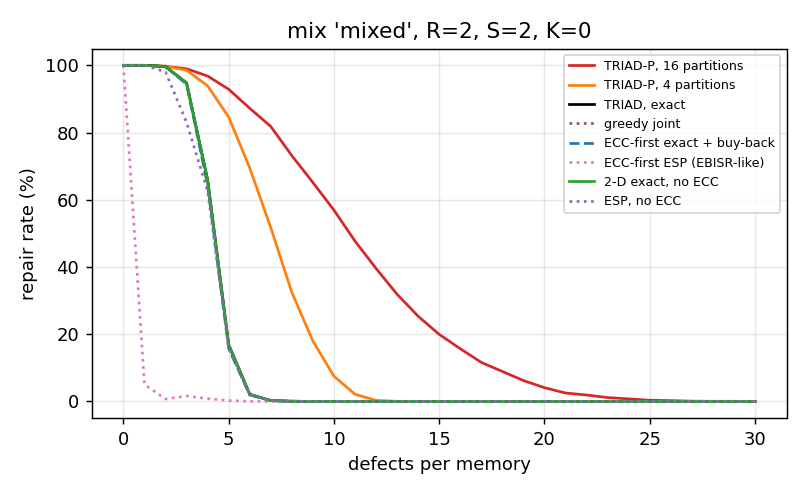 mix 'mixed', R=2, S=2, K=0
repair rate (%)
100
80
60
40
20
0
TRIAD-P, 16 partitions
TRIAD-P, 4 partitions
TRIAD, exact
greedy joint
ECC-first exact + buy-back
ECC-first ESP (EBISR-like)
2-D exact, no ECC
ESP, no ECC
0 5 10 15 20 25 30
defects per memory